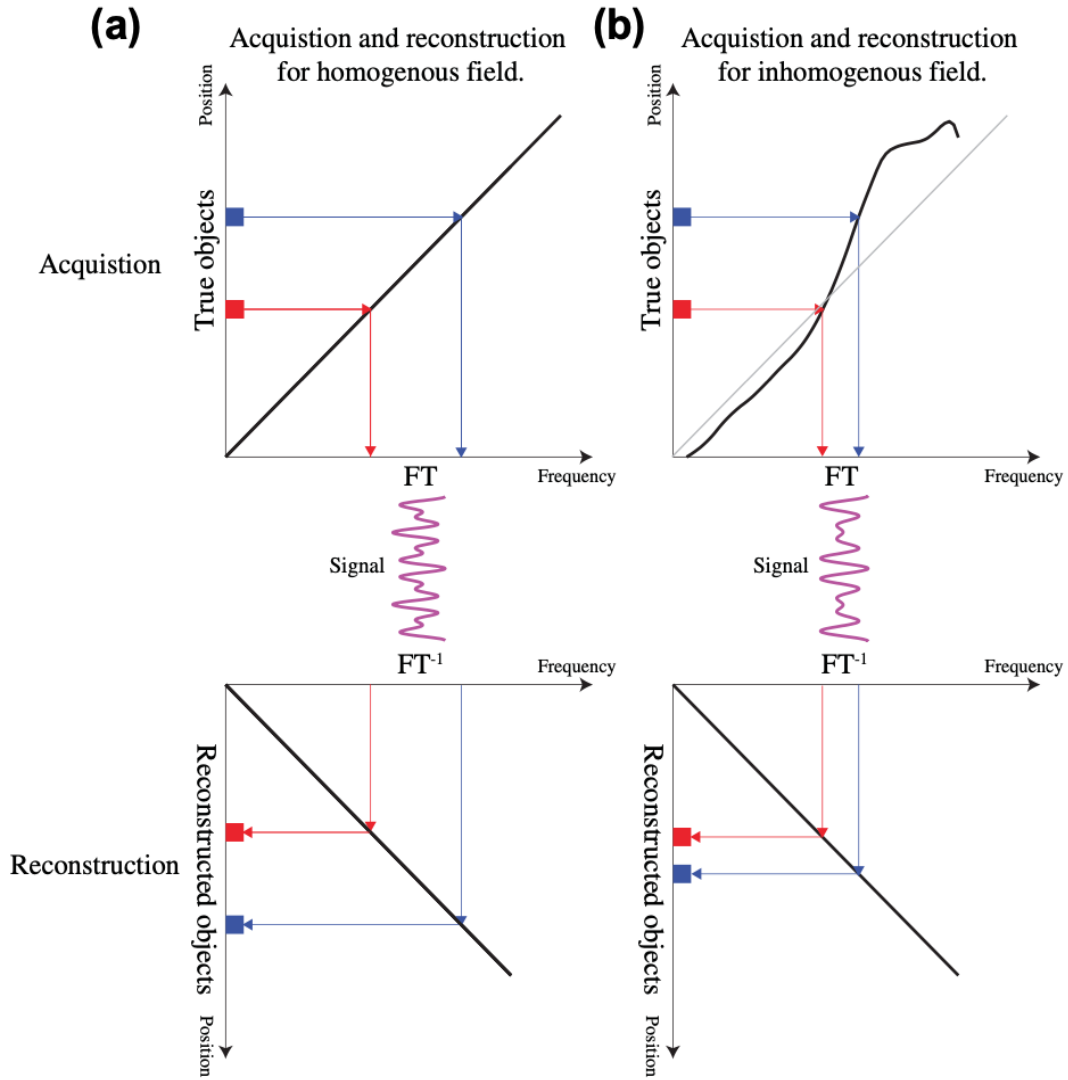 (a)
Acquistion and reconstruction
for homogenous field.
Position
True objects
Acquistion
FT
Frequency
Signal
FT-1
Frequency
Reconstructed objects
Reconstruction
Position
(b)
Acquistion and reconstruction
for inhomogenous field.
Position
True objects
FT
Frequency
Signal
FT-1
Frequency
Reconstructed objects
Position